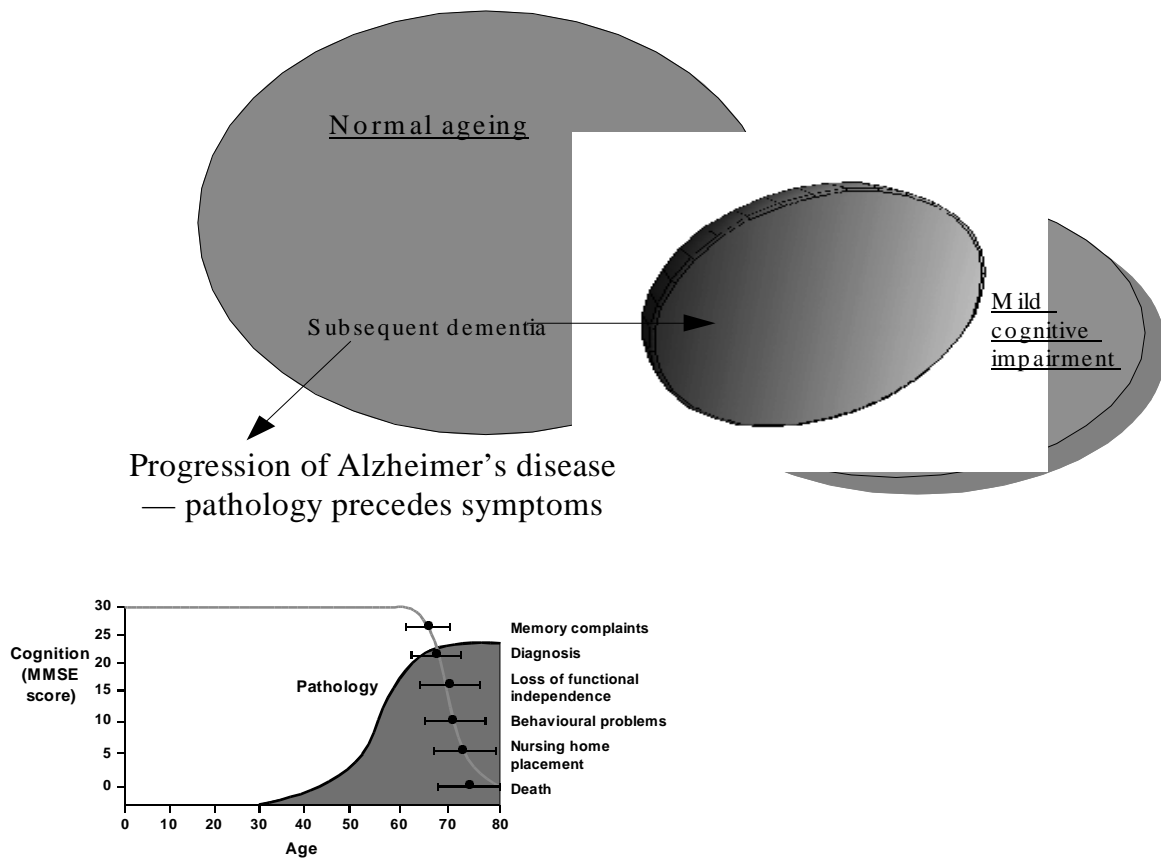 Normal ageing
Subsequent dementia
Mild
cognitive
impairment
Progression of Alzheimer’s disease
— pathology precedes symptoms
30
25
20
15
10
5
0
Cognition
(MMSE
score)
Pathology
Memory complaints
Diagnosis
Loss of functional
independence
Behavioural problems
Nursing home
placement
Death
0 10 20 30 40 50 60 70 80
Age